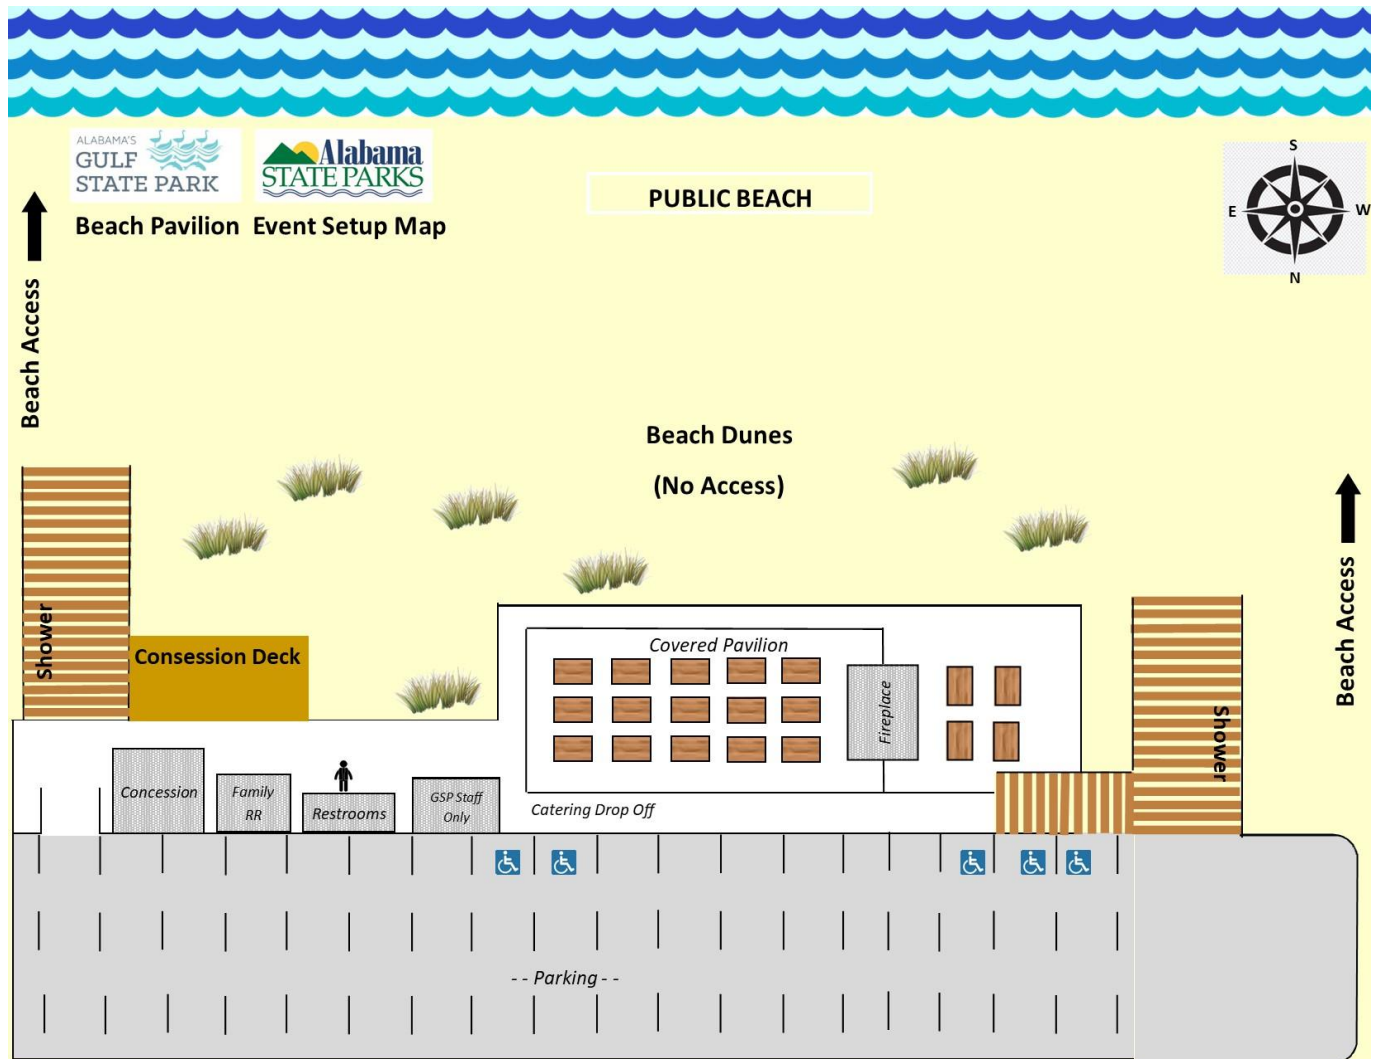 ALABAMA'S
GULF
STATE PARK
Alabama
STATE PARKS
Beach Pavilion Event Setup Map
PUBLIC BEACH
S
E
W
N
Beach Access
Beach Dunes
(No Access)
Beach Access
Shower
Consession Deck
Covered Pavilion
Fireplace
Shower
Concession
Family
RR
Restrooms
GSP Staff
Only
Catering Drop Off
- - Parking - -